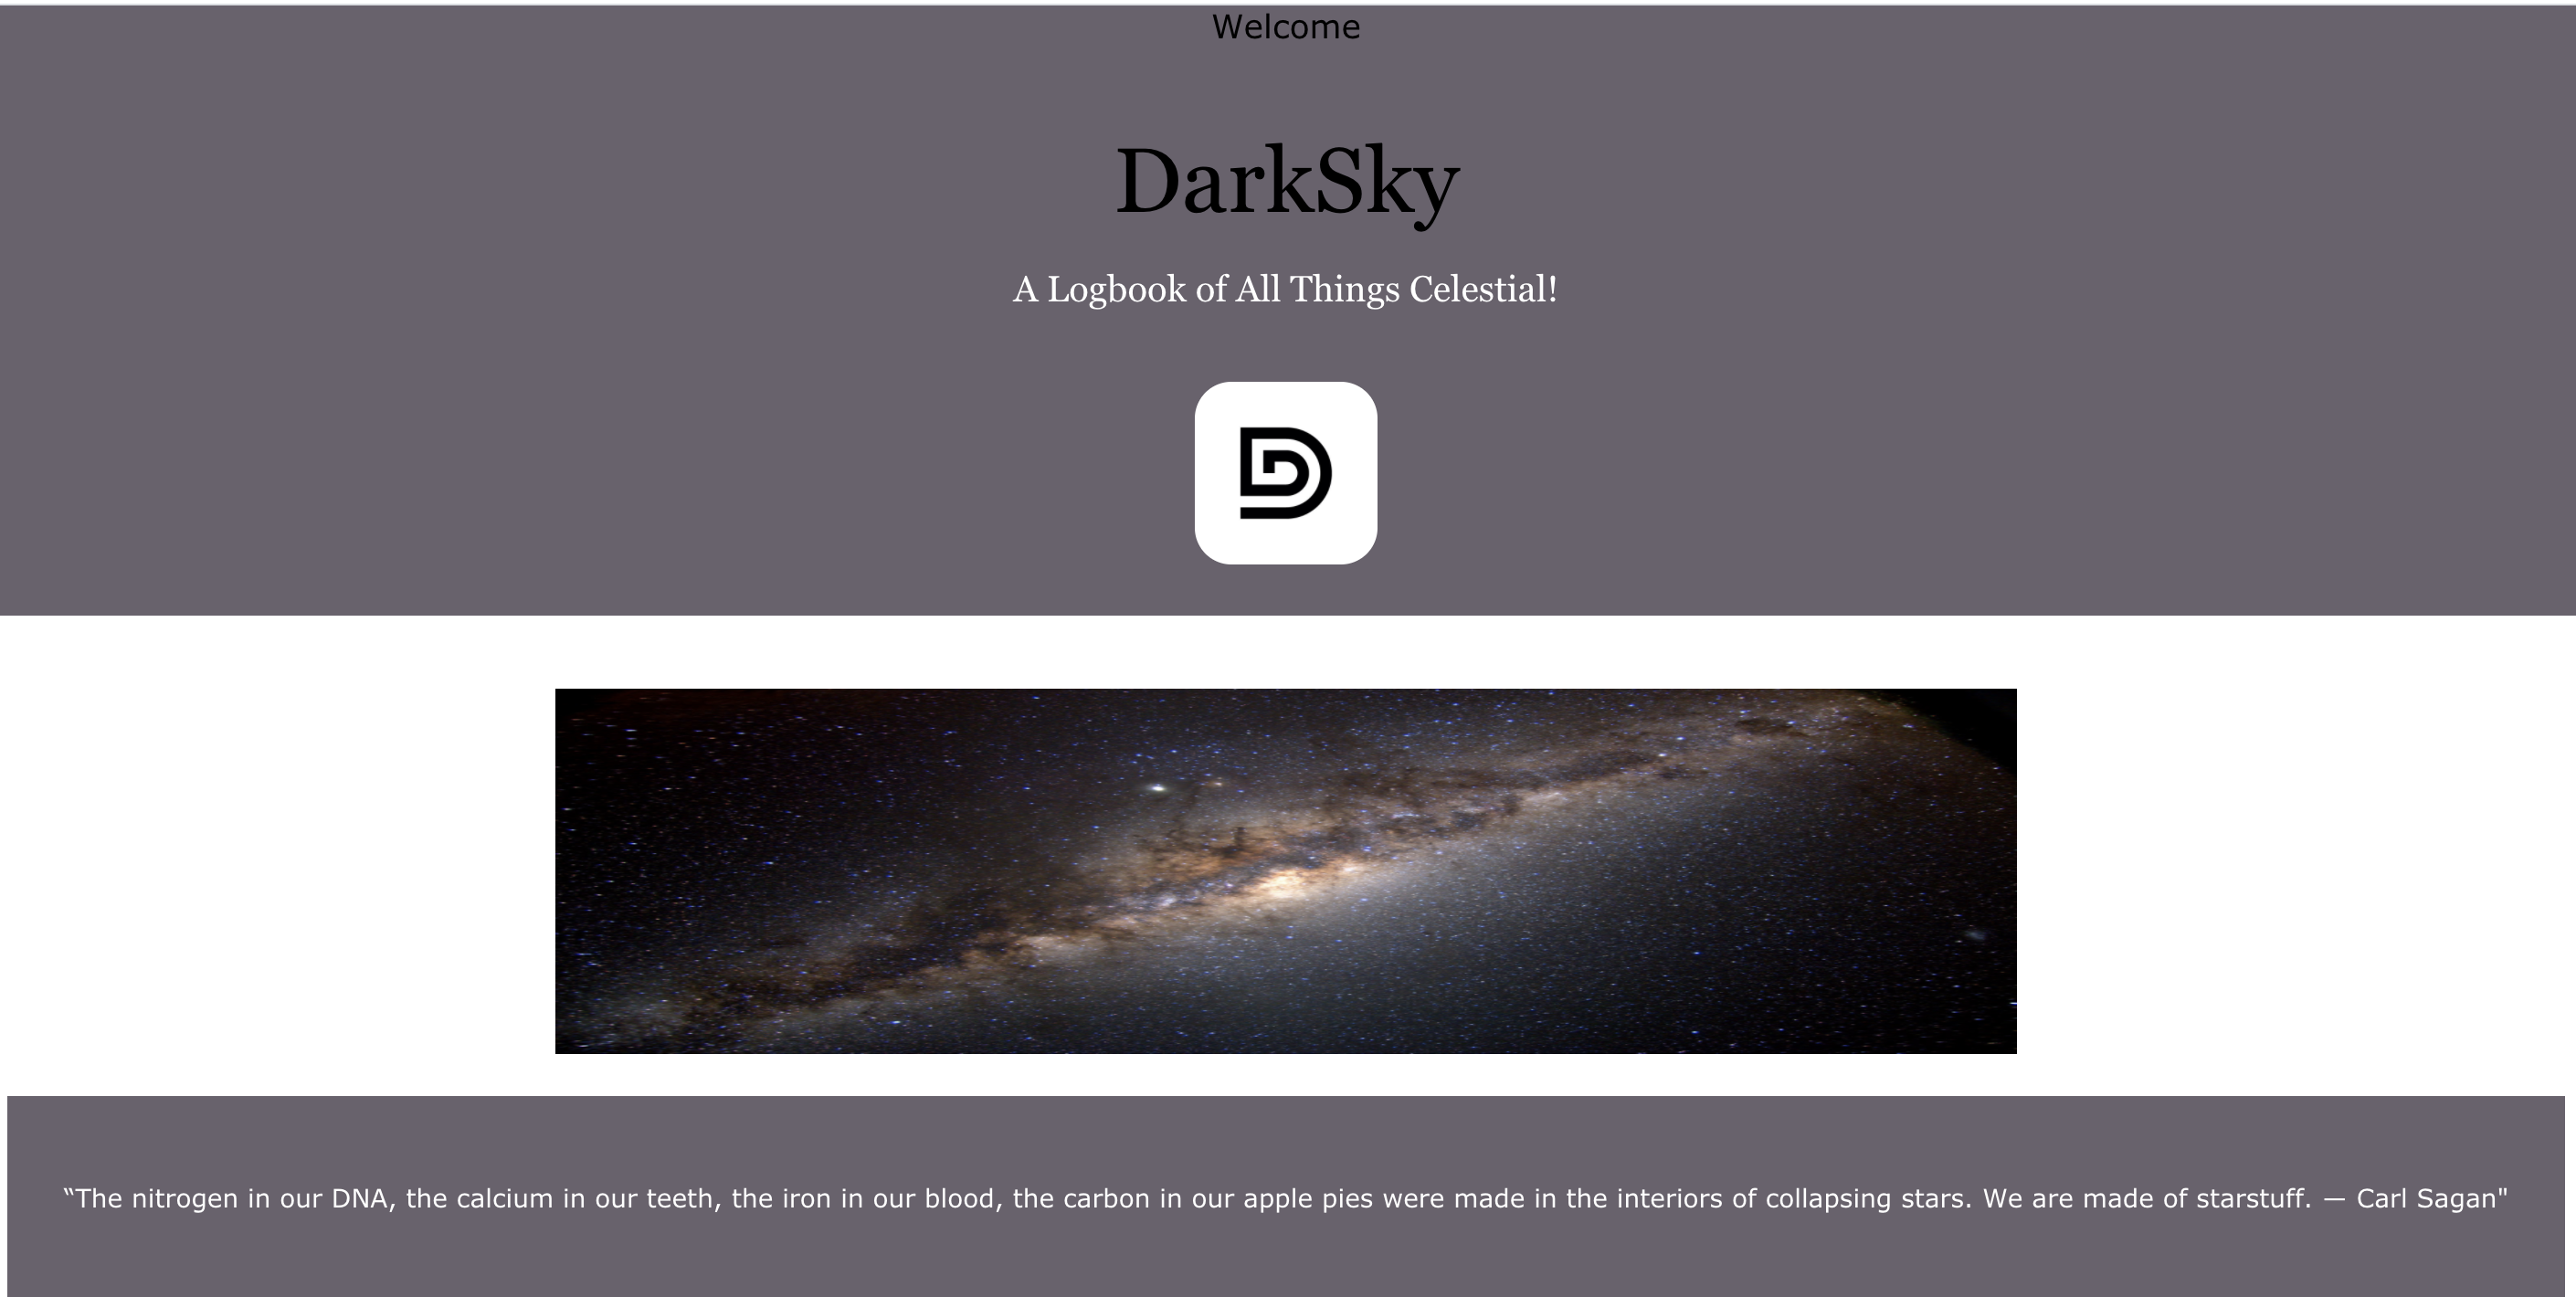 Welcome
DarkSky
A Logbook of All Things Celestial!
“The nitrogen in our DNA, the calcium in our teeth, the iron in our blood, the carbon in our apple pies were made in the interiors of collapsing stars. We are made of starstuff. — Carl Sagan"